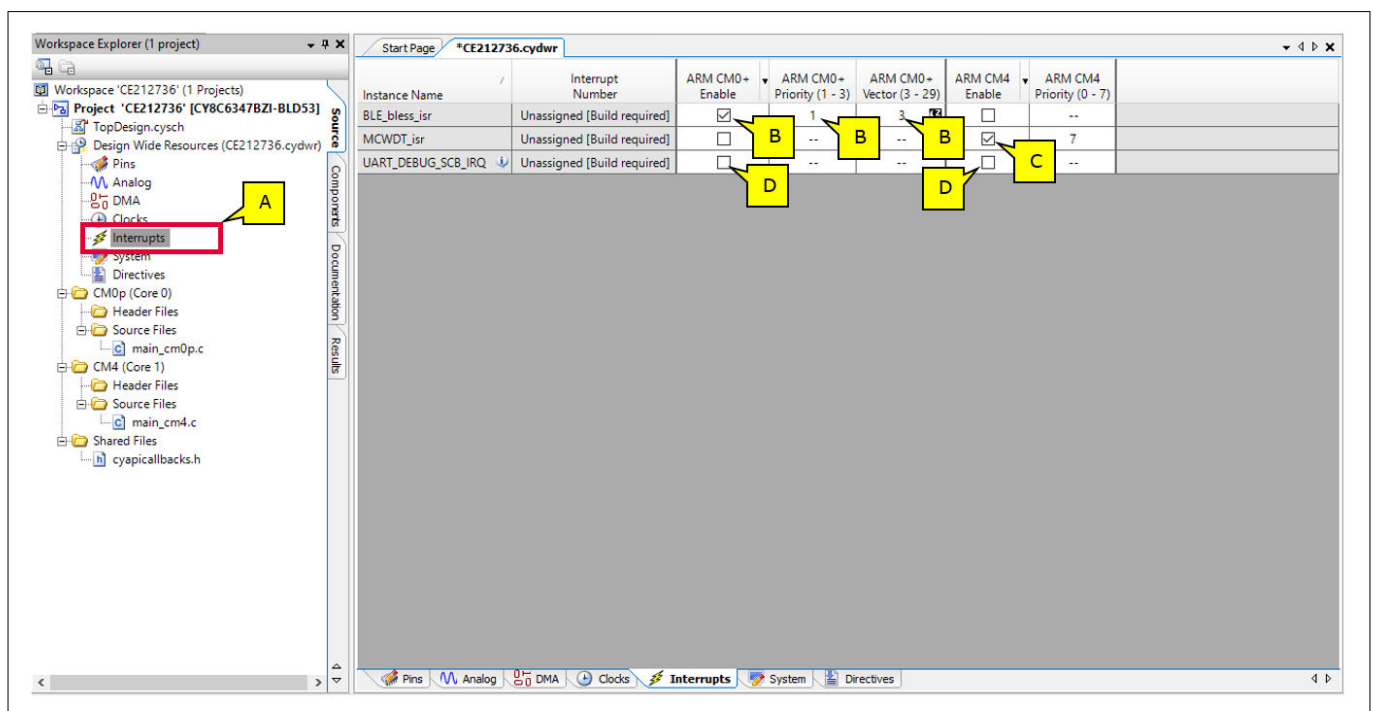 Workspace Explorer (1 project)
Workspace 'CE212736' (1 Projects)
Project 'CE212736' [CY8C6347BZI-BLD53]
TopDesign.cysch
Design Wide Resources (CE212736.cydwr)
Pins
Analog
DMA
Clocks
Interrupts
System
Directives
CM0p (Core 0)
Header Files
Source Files
main_cm0p.c
CM4 (Core 1)
Header Files
Source Files
main_cm4.c
Shared Files
cyapicallbacks.h
A
Source
Components
Documentation
Results
Start Page
*CE212736.cydwr
Instance Name
Interrupt
Number
ARM CM0+
Enable
ARM CM0+
Priority (1 - 3)
ARM CM0+
Vector (3 - 29)
ARM CM4
Enable
ARM CM4
Priority (0 - 7)
BLE_bless_isr Unassigned [Build required] 1 3 --
MCWDT_isr Unassigned [Build required] -- -- 7
UART_DEBUG_SCB_IRQ Unassigned [Build required] -- -- --
B B B
C
D D
Pins Analog DMA Clocks Interrupts System Directives